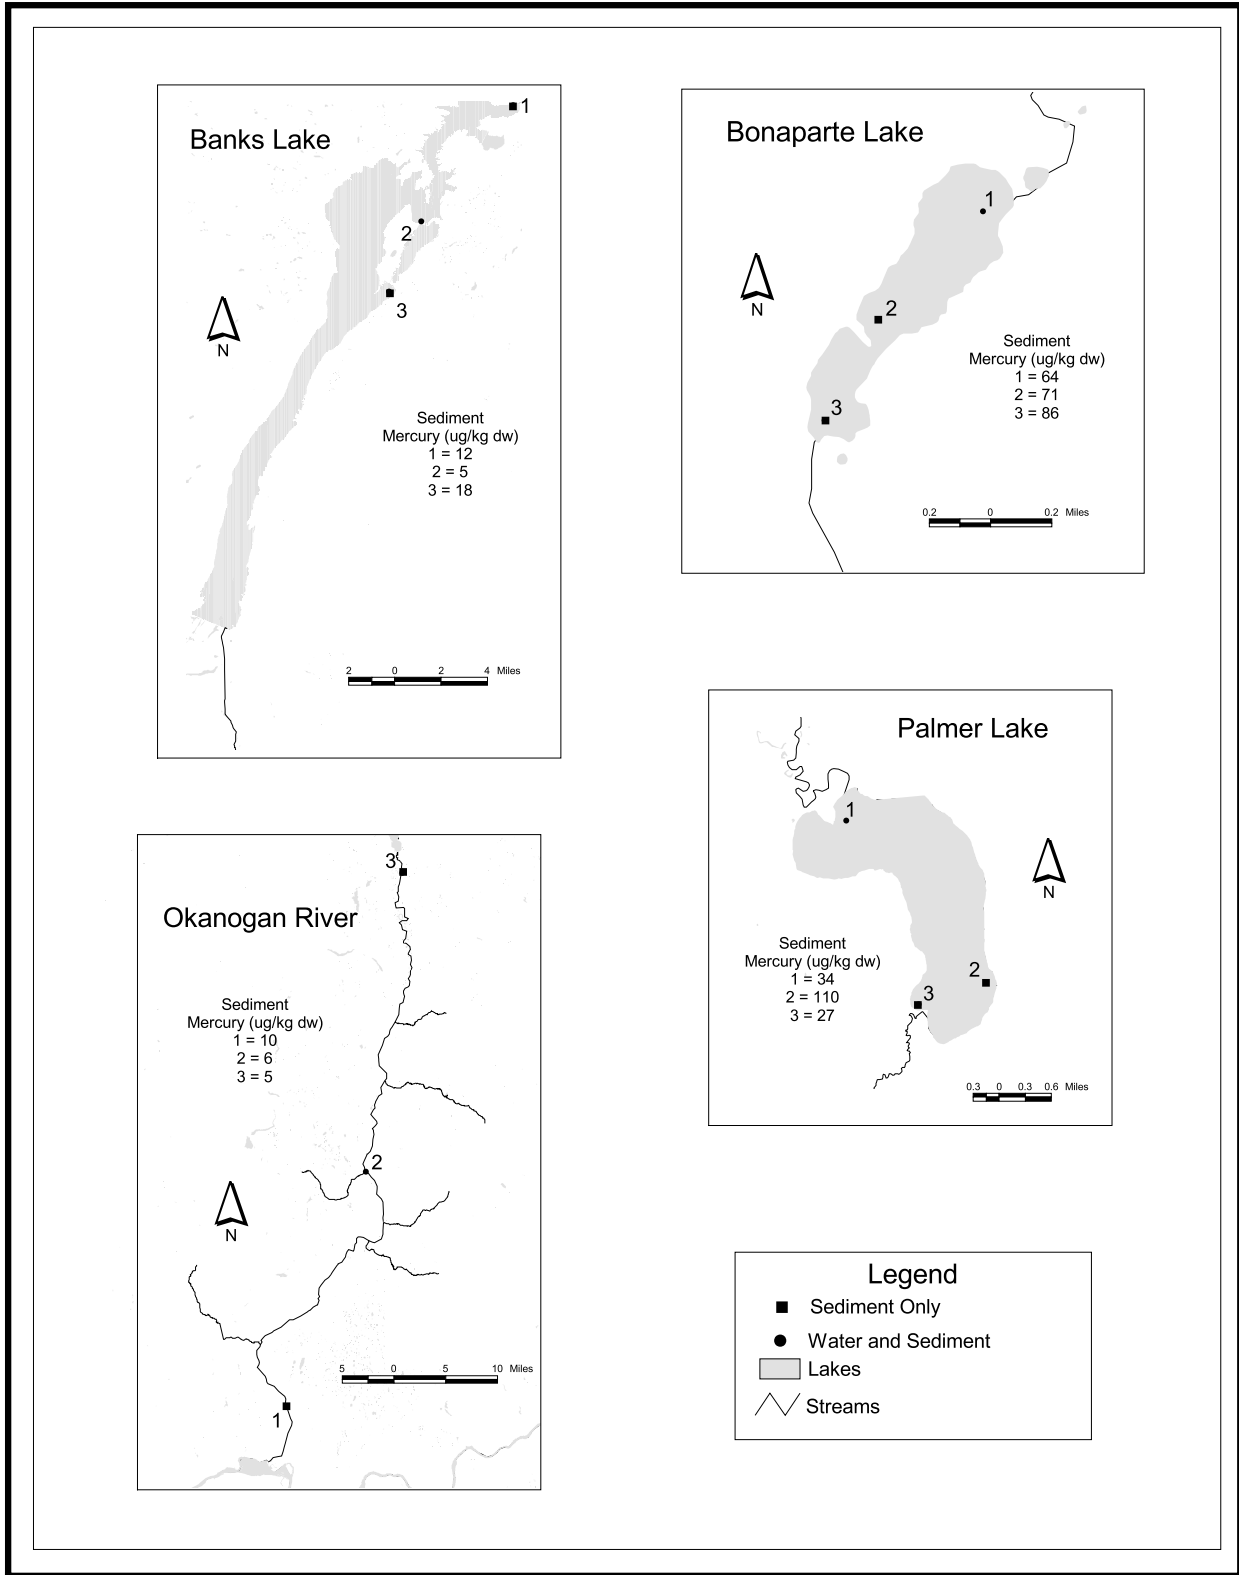 Banks Lake
1
2
3
N
Sediment
Mercury (ug/kg dw)
1 = 12
2 = 5
3 = 18
2 0 2 4 Miles
Bonaparte Lake
1
2
3
N
Sediment
Mercury (ug/kg dw)
1 = 64
2 = 71
3 = 86
0.2 0 0.2 Miles
Palmer Lake
1
N
Sediment
Mercury (ug/kg dw)
1 = 34
2 = 110
3 = 27
2
3
0.3 0 0.3 0.6 Miles
3
Okanogan River
Sediment
Mercury (ug/kg dw)
1 = 10
2 = 6
3 = 5
2
N
5 0 5 10 Miles
1
Legend
Sediment Only
Water and Sediment
Lakes
Streams